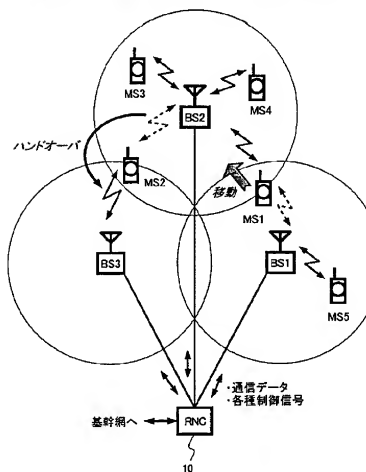 MS3
MS4
BS2
ハンドオーバ
MS2
移動
MS1
BS3
BS1
MS5
・通信データ
・各種制御信号
基幹網へ
RNC
10